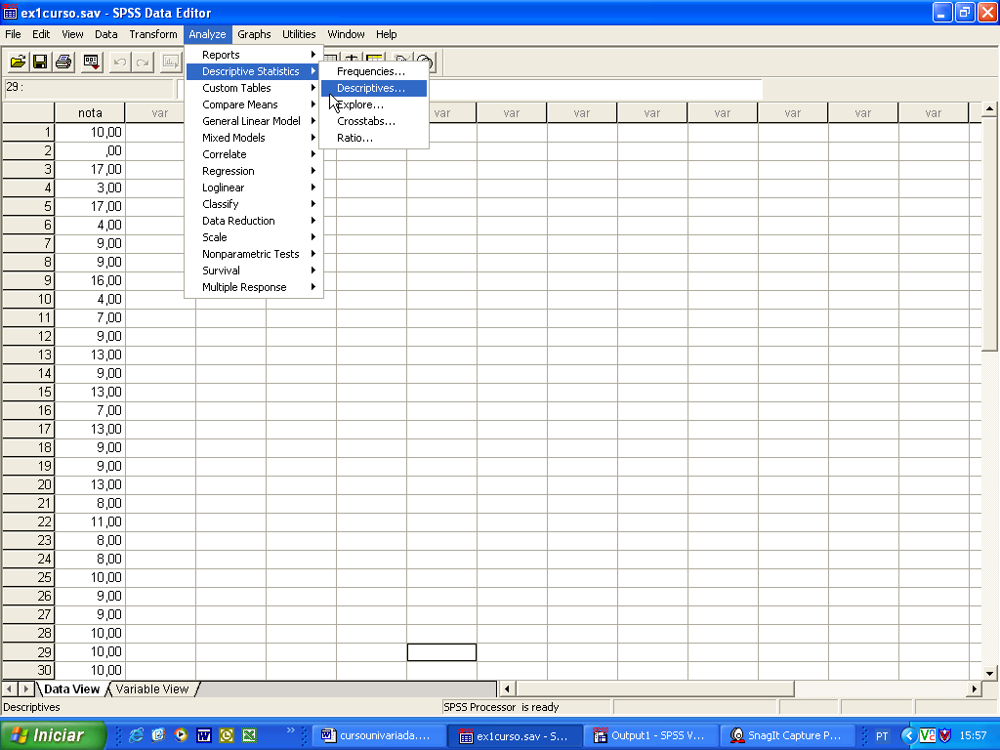 ex1curso.sav - SPSS Data Editor
File Edit View Data Transform Analyze Graphs Utilities Window Help
29 :
Reports
Descriptive Statistics
Custom Tables
Compare Means
General Linear Model
Mixed Models
Correlate
Regression
Loglinear
Classify
Data Reduction
Scale
Nonparametric Tests
Survival
Multiple Response
Frequencies...
Descriptives...
Explore...
Crosstabs...
Ratio...
nota var var var var var var var var var
1 10,00
2 ,00
3 17,00
4 3,00
5 17,00
6 4,00
7 9,00
8 9,00
9 16,00
10 4,00
11 7,00
12 9,00
13 13,00
14 9,00
15 13,00
16 7,00
17 13,00
18 9,00
19 9,00
20 13,00
21 8,00
22 11,00
23 8,00
24 8,00
25 10,00
26 9,00
27 9,00
28 10,00
29 10,00
30 10,00
Data View Variable View
Descriptives SPSS Processor is ready
Iniciar cursounivariada.... ex1curso.sav - S... Output1 - SPSS V... SnagIt Capture P... PT 15:57